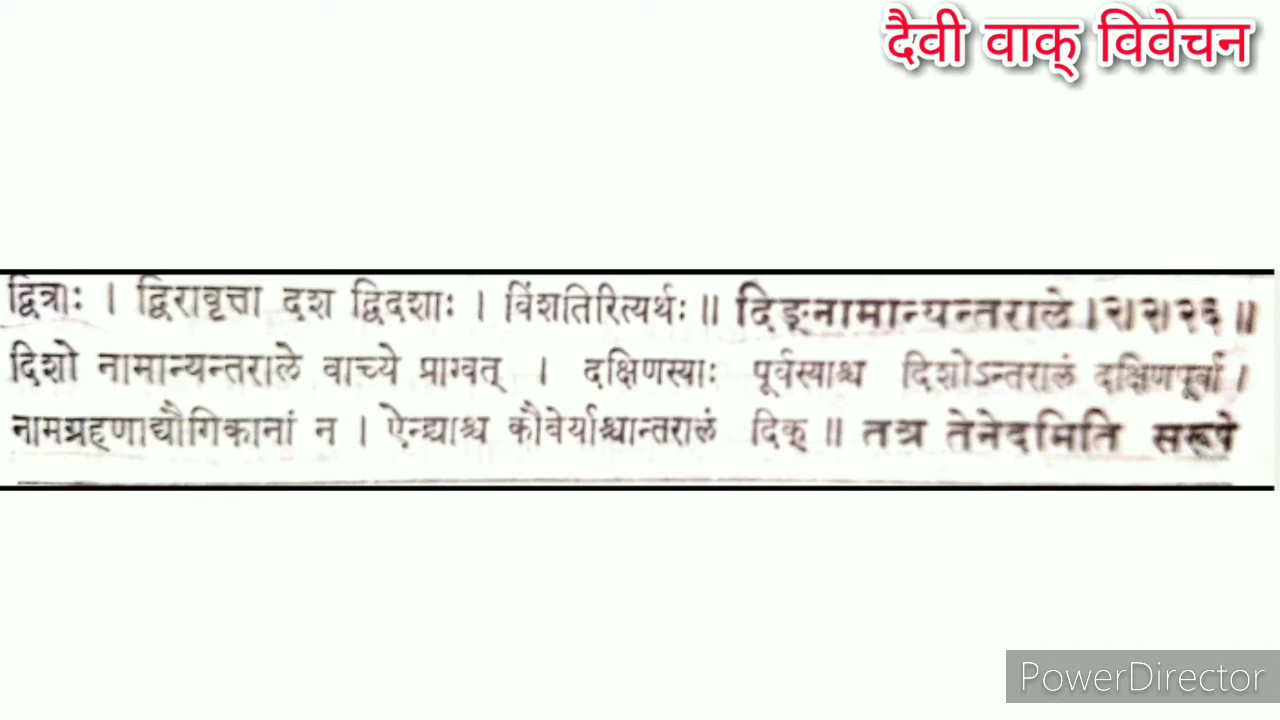 दैवी वाक् विवेचन
द्वित्राः । द्विरावृत्ता दश द्विदशाः । विंशतिरित्यर्थः ॥ दिङ्नामान्यन्तराले ।२।२।२६ ॥
दिशो नामान्यन्तराले वाच्ये प्राग्वत् । दक्षिणस्याः पूर्वस्याश्च दिशोऽन्तरालं दक्षिणपूर्वा ।
नामग्रहणाद्यौगिकानां न । ऐन्द्र्याश्च कौवेर्याश्चान्तरालं दिक् ॥ तत्र तेनेदमिति सरूपे
PowerDirector